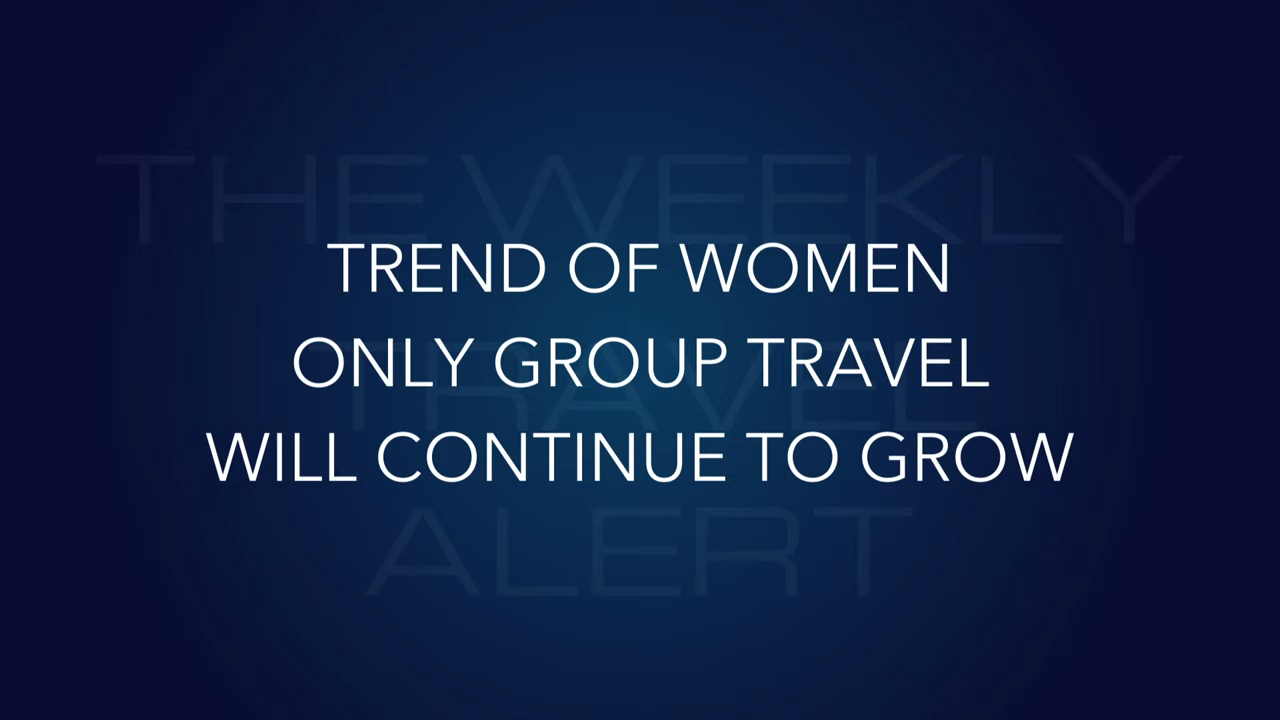 THE WEEKLY
TREND OF WOMEN
ONLY GROUP TRAVEL
TRAVEL
WILL CONTINUE TO GROW
ALERT